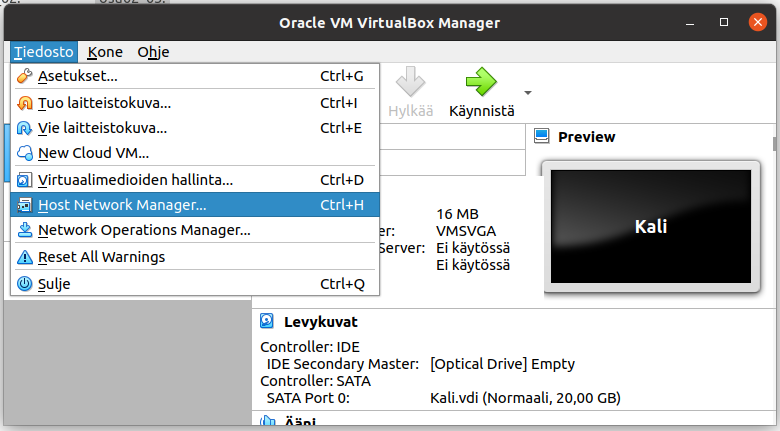 Oracle VM VirtualBox Manager
Tiedosto Kone Ohje
Asetukset... Ctrl+G
Tuo laitteistokuva... Ctrl+I
Vie laitteistokuva... Ctrl+E
New Cloud VM...
Virtuaalimedioiden hallinta... Ctrl+D
Host Network Manager... Ctrl+H
Network Operations Manager...
Reset All Warnings
Sulje Ctrl+Q
Hylkää Käynnistä
Preview
Kali
16 MB
er: VMSVGA
Server: Ei käytössä
Ei käytössä
Levykuvat
Controller: IDE
IDE Secondary Master: [Optical Drive] Empty
Controller: SATA
SATA Port 0: Kali.vdi (Normaali, 20,00 GB)
Ääni